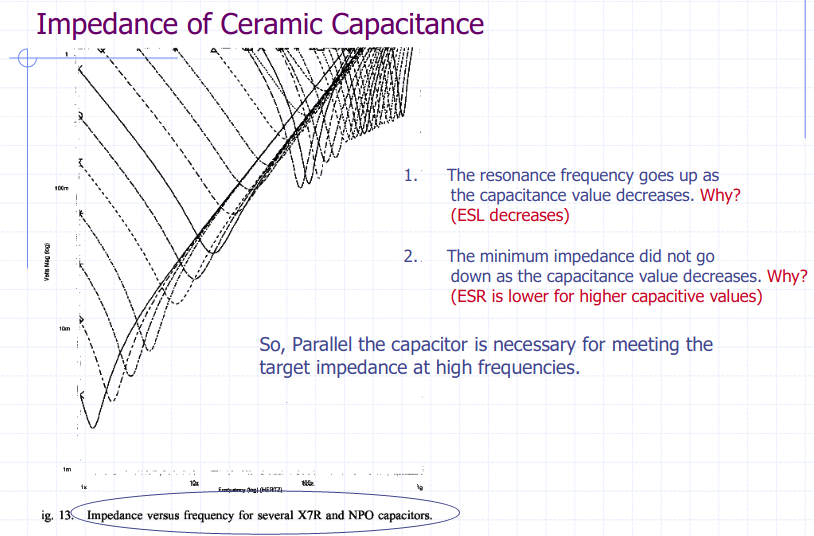 Impedance of Ceramic Capacitance
1
100m
Volts Mag (log)
10m
1m
1x
10x
100x
1g
Frequency (log) (HERTZ)
1. The resonance frequency goes up as
the capacitance value decreases. Why?
(ESL decreases)
2. The minimum impedance did not go
down as the capacitance value decreases. Why?
(ESR is lower for higher capacitive values)
So, Parallel the capacitor is necessary for meeting the
target impedance at high frequencies.
ig. 13. Impedance versus frequency for several X7R and NPO capacitors.